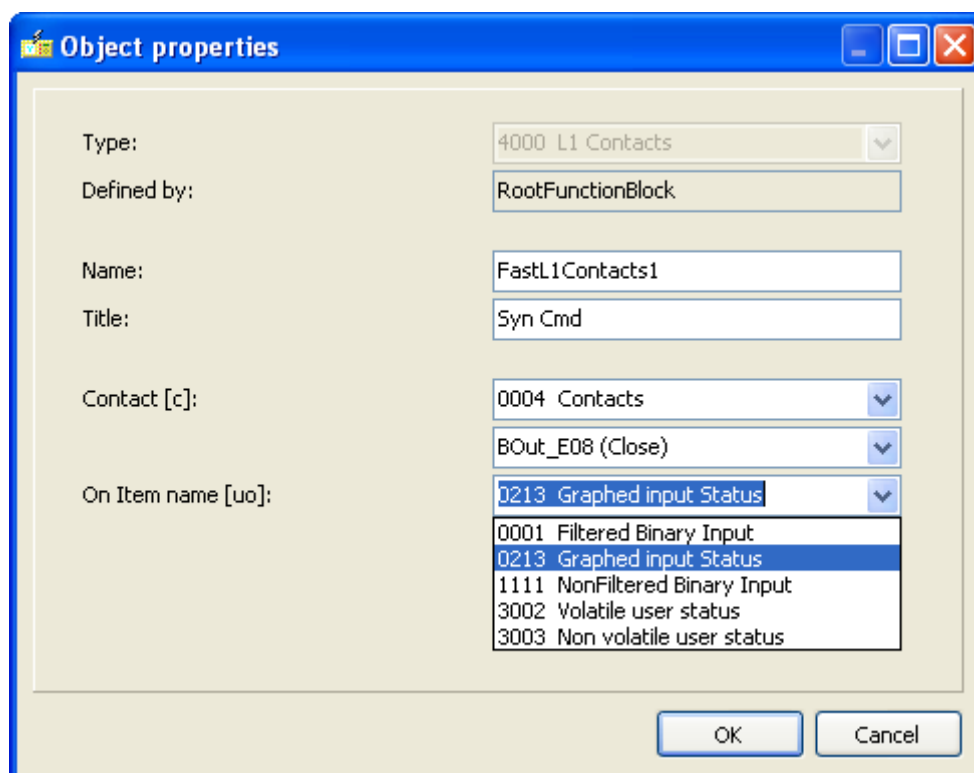 Object properties
Type:
4000 L1 Contacts
Defined by:
RootFunctionBlock
Name:
FastL1Contacts1
Title:
Syn Cmd
Contact [c]:
0004 Contacts
BOut_E08 (Close)
On Item name [uo]:
0213 Graphed input Status
0001 Filtered Binary Input
0213 Graphed input Status
1111 NonFiltered Binary Input
3002 Volatile user status
3003 Non volatile user status
OK
Cancel